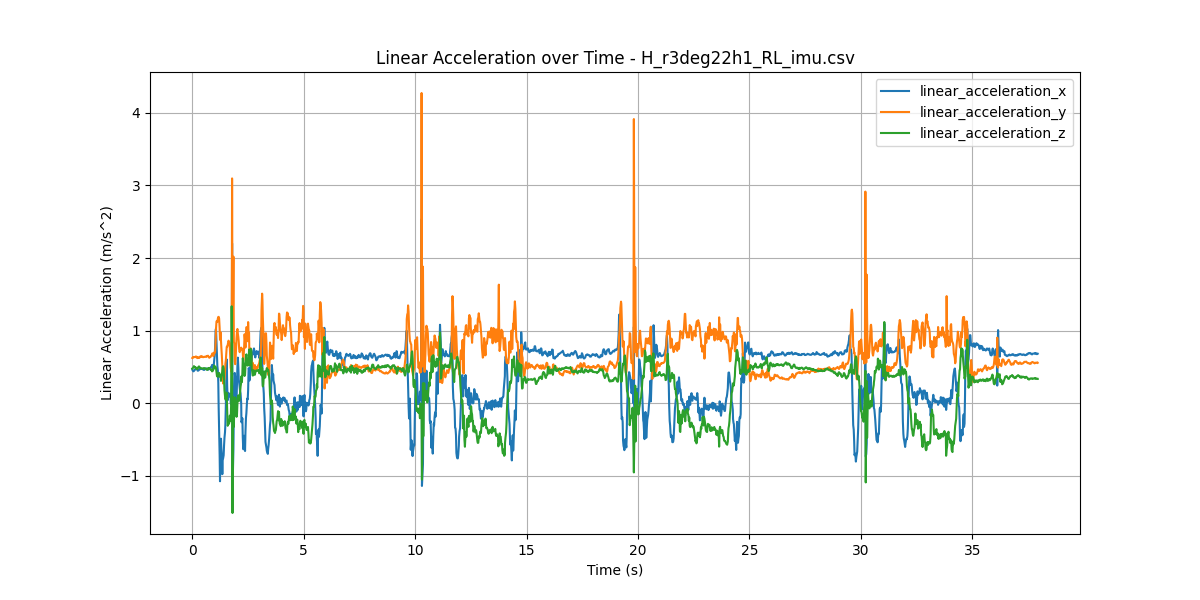 Linear Acceleration over Time - H_r3deg22h1_RL_imu.csv
linear_acceleration_x
linear_acceleration_y
linear_acceleration_z
Linear Acceleration (m/s^2)
4
3
2
1
0
−1
0 5 10 15 20 25 30 35
Time (s)